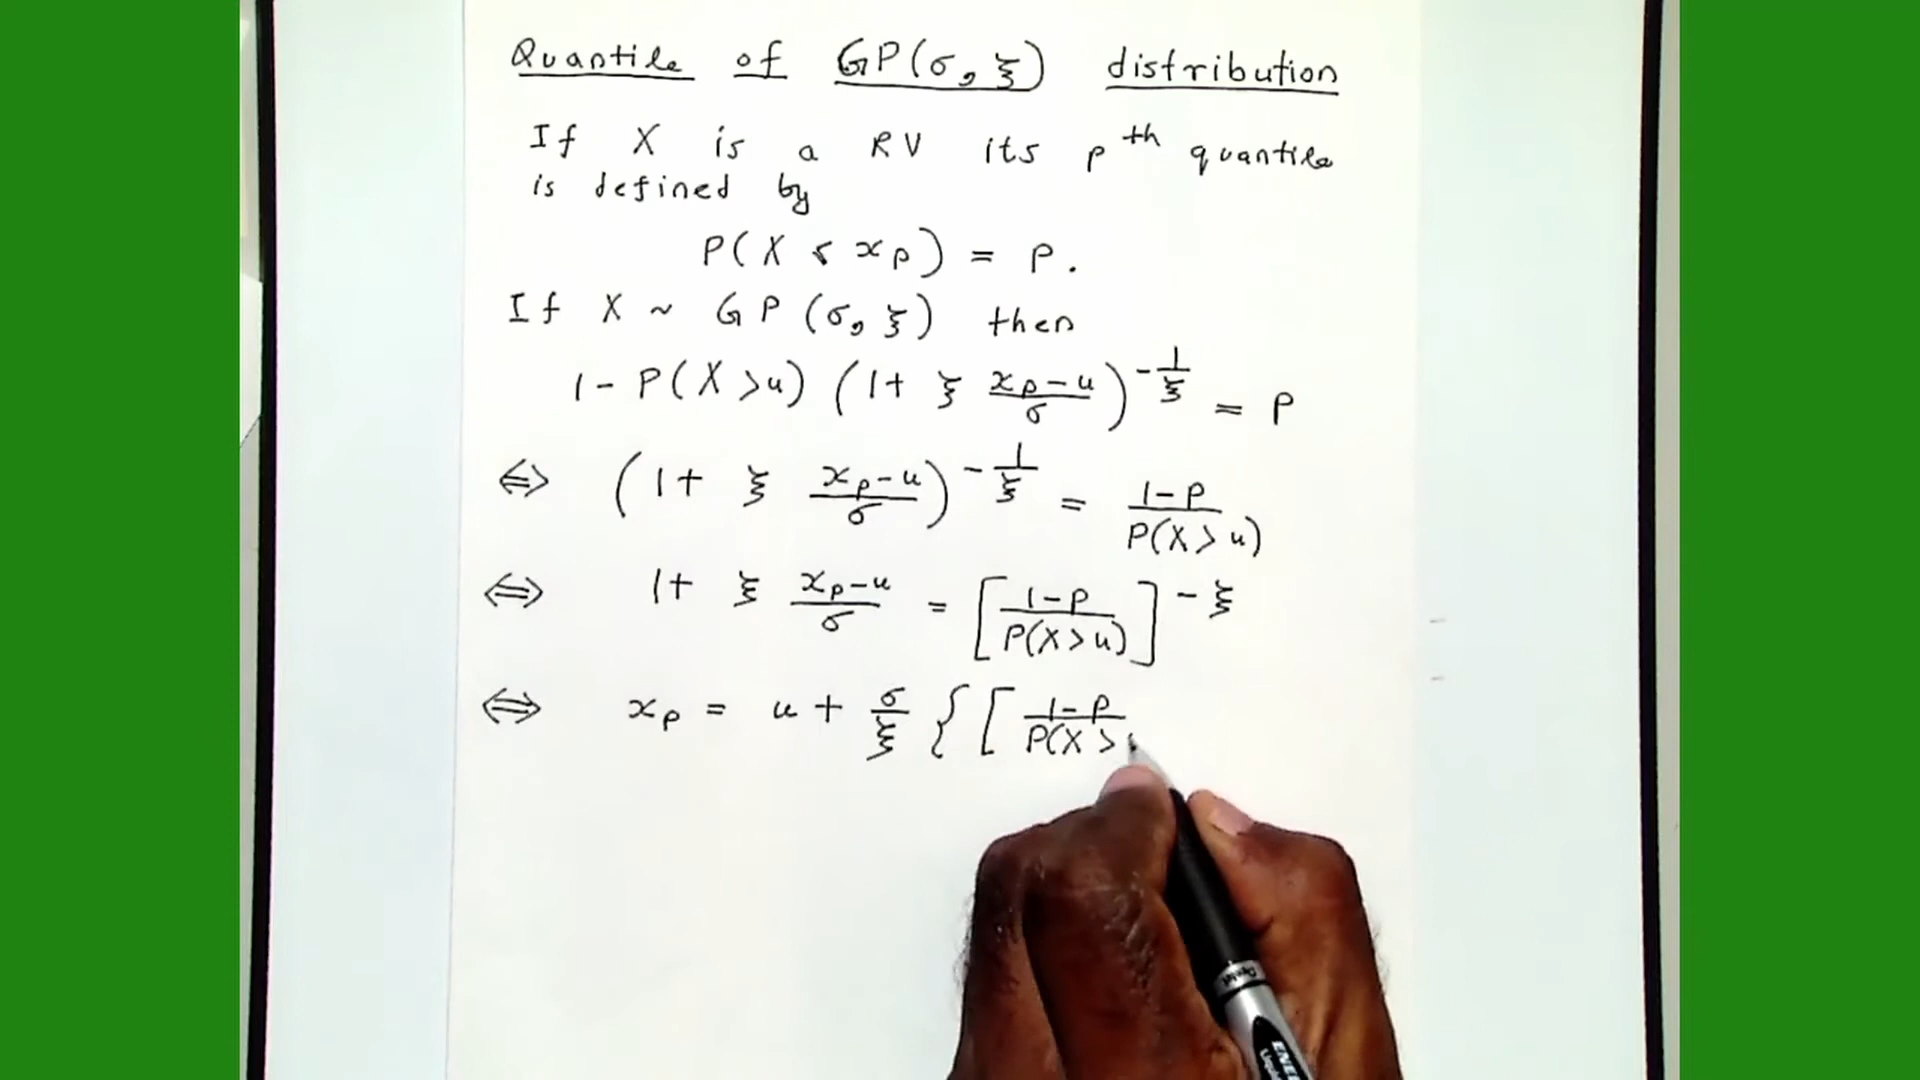 Quantile of GP(σ, ξ) distribution
If X is a RV its p^th quantile
is defined by
P(X < x_p) = p.
If X ~ GP(σ, ξ) then
1 - P(X > u) (1 + ξ (x_p - u)/σ)^(-1/ξ) = p
⇔ (1 + ξ (x_p - u)/σ)^(-1/ξ) = (1 - p)/P(X > u)
⇔ 1 + ξ (x_p - u)/σ = [(1 - p)/P(X > u)]^(-ξ)
⇔ x_p = u + σ/ξ { [ (1 - p)/P(X >
Pentel